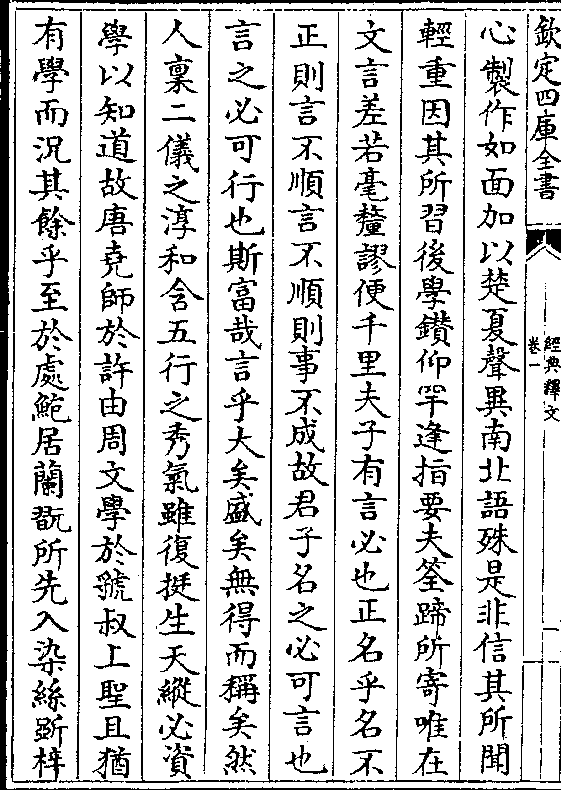 欽定四庫全書
經典釋文
卷一
一
心製作如面加以楚夏聲異南北語殊是非信其所聞
輕重因其所習後學鑽仰罕逢指要夫筌蹄所寄唯在
文言差若毫釐謬便千里夫子有言必也正名乎名不
正則言不順言不順則事不成故君子名之必可言也
言之必可行也斯富哉言乎大矣盛矣無得而稱矣然
人稟二儀之淳和含五行之秀氣雖復挺生天縱必資
學以知道故唐堯師於許由周文學於虢叔上聖且猶
有學而況其餘乎至於處鮑居蘭翫所先入染絲斲梓